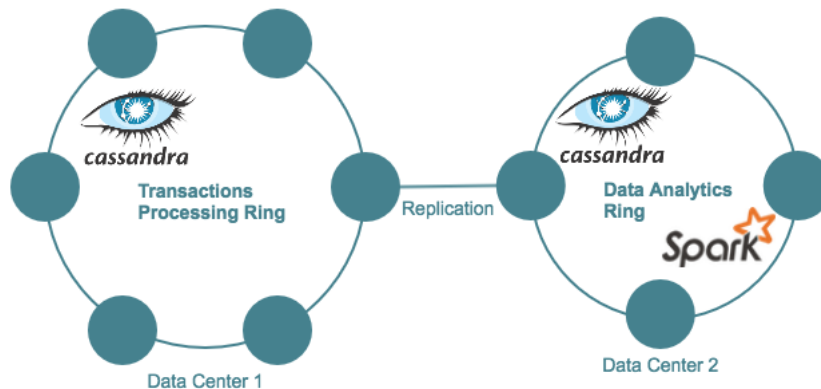 cassandra
Transactions
Processing Ring
Data Center 1
Replication
cassandra
Data Analytics
Ring
Spark
Data Center 2